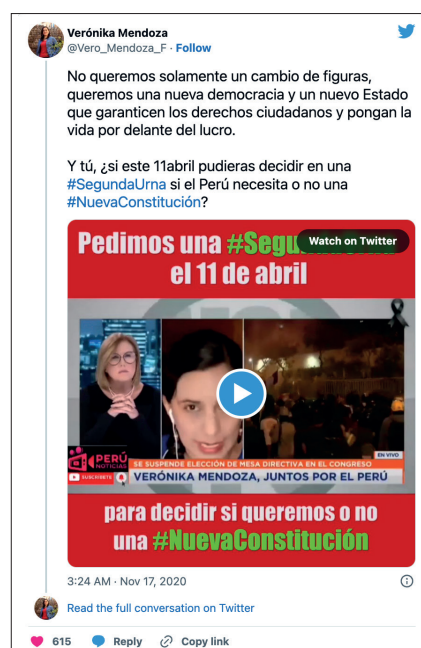 Verónika Mendoza
@Vero_Mendoza_F · Follow
No queremos solamente un cambio de figuras,
queremos una nueva democracia y un nuevo Estado
que garanticen los derechos ciudadanos y pongan la
vida por delante del lucro.
Y tú, ¿si este 11abril pudieras decidir en una
#SegundaUrna si el Perú necesita o no una
#NuevaConstitución?
Pedimos una #Segu
Watch on Twitter
el 11 de abril
EN VIVO
PERÚ
NOTICIAS
SE SUSPENDE ELECCIÓN DE MESA DIRECTIVA EN EL CONGRESO
SUSCRIBETE
VERÓNIKA MENDOZA, JUNTOS POR EL PERÚ
para decidir si queremos o no
una #NuevaConstitución
3:24 AM · Nov 17, 2020
Read the full conversation on Twitter
615 Reply Copy link